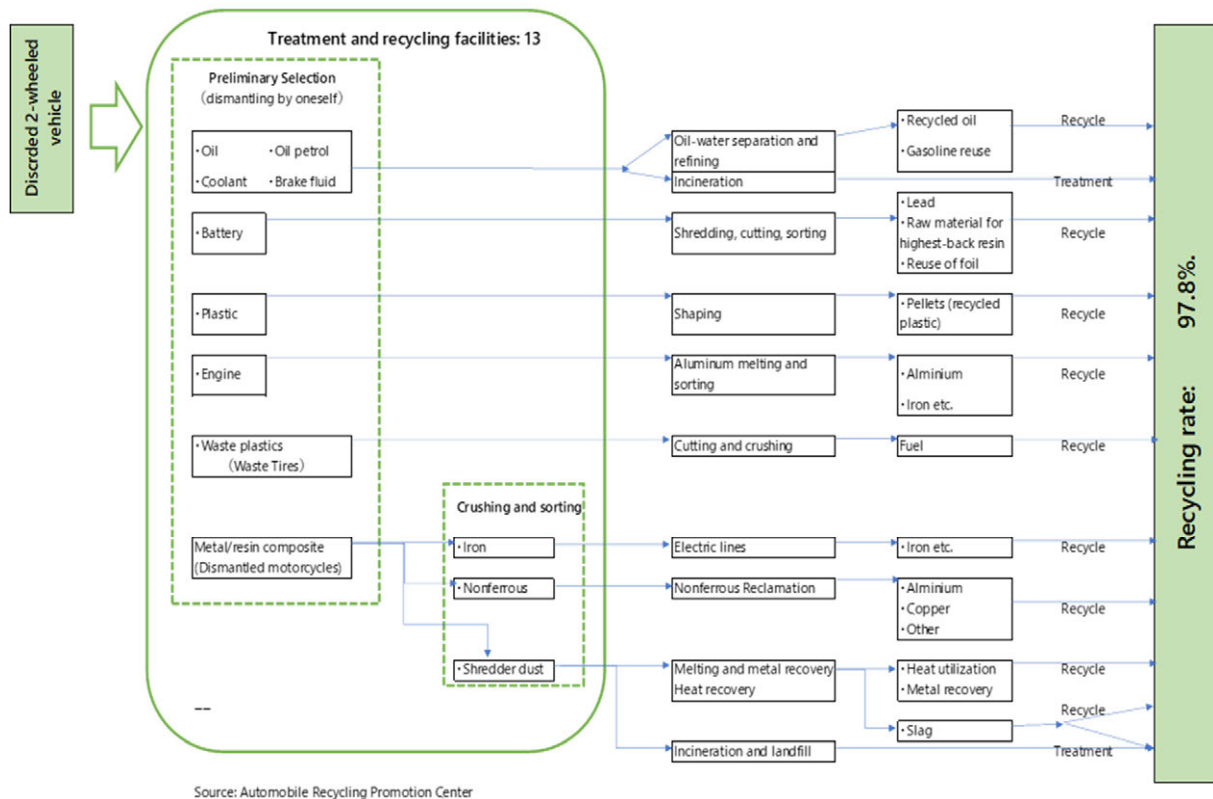 Discrded 2-wheeled
vehicle
Treatment and recycling facilities: 13
Preliminary Selection
(dismantling by oneself)
・Oil ・Oil petrol
・Coolant ・Brake fluid
Oil-water separation and
refining
Incineration
・Recycled oil
・Gasoline reuse
Recycle
Treatment
・Battery
Shredding, cutting, sorting
・Lead
・Raw material for
highest-back resin
・Reuse of foil
Recycle
・Plastic
Shaping
・Pellets (recycled
plastic)
Recycle
・Engine
Aluminum melting and
sorting
・Alminium
・Iron etc.
Recycle
・Waste plastics
(Waste Tires)
Cutting and crushing
Fuel
Recycle
Crushing and sorting
Metal/resin composite
(Dismantled motorcycles)
・Iron
Electric lines
・Iron etc.
Recycle
・Nonferrous
Nonferrous Reclamation
・Alminium
・Copper
・Other
Recycle
・Shredder dust
Melting and metal recovery
Heat recovery
・Heat utilization
・Metal recovery
Recycle
・Slag
Recycle
Incineration and landfill
Treatment
--
Recycling rate: 97.8%.
Source: Automobile Recycling Promotion Center